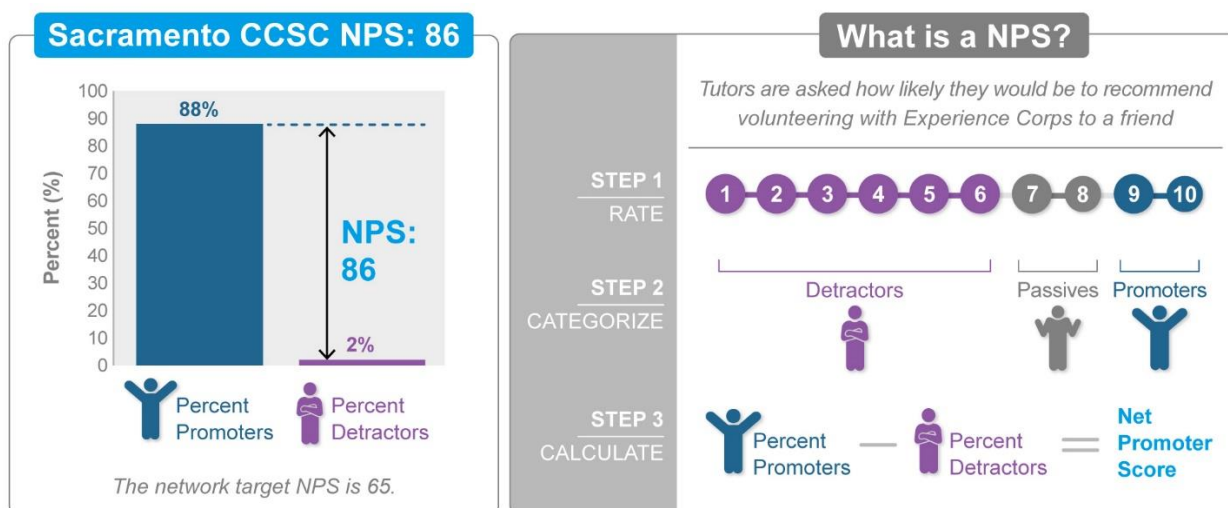 Sacramento CCSC NPS: 86
Percent (%)
100
90
80
70
60
50
40
30
20
10
0
88%
NPS:
86
2%
Percent
Promoters
Percent
Detractors
The network target NPS is 65.
What is a NPS?
Tutors are asked how likely they would be to recommend
volunteering with Experience Corps to a friend
STEP 1
RATE
1 2 3 4 5 6 7 8 9 10
STEP 2
CATEGORIZE
Detractors
Passives
Promoters
STEP 3
CALCULATE
Percent
Promoters
Percent
Detractors
Net
Promoter
Score